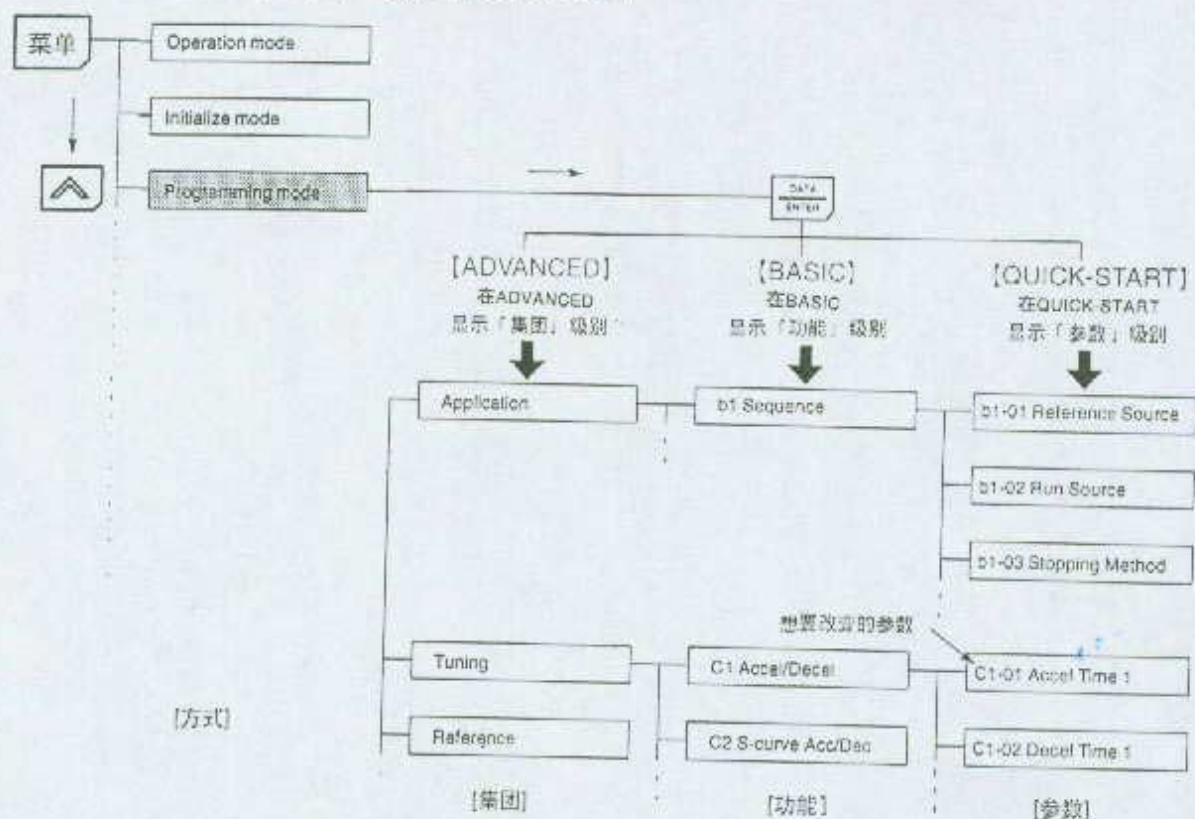 菜单
Operation mode
Initialize mode
Programming mode
DATA
ENTER
【ADVANCED】
在ADVANCED
显示「集团」级别
【BASIC】
在BASIC
显示「功能」级别
【QUICK-START】
在QUICK-START
显示「参数」级别
Application
b1 Sequence
b1-01 Reference Source
b1-02 Run Source
b1-03 Stopping Method
想要改变的参数
Tuning
C1 Accel/Decel
C1-01 Accel Time 1
[方式]
Reference
C2 S-curve Acc/Dec
C1-02 Decel Time 1
[集团]
[功能]
[参数]